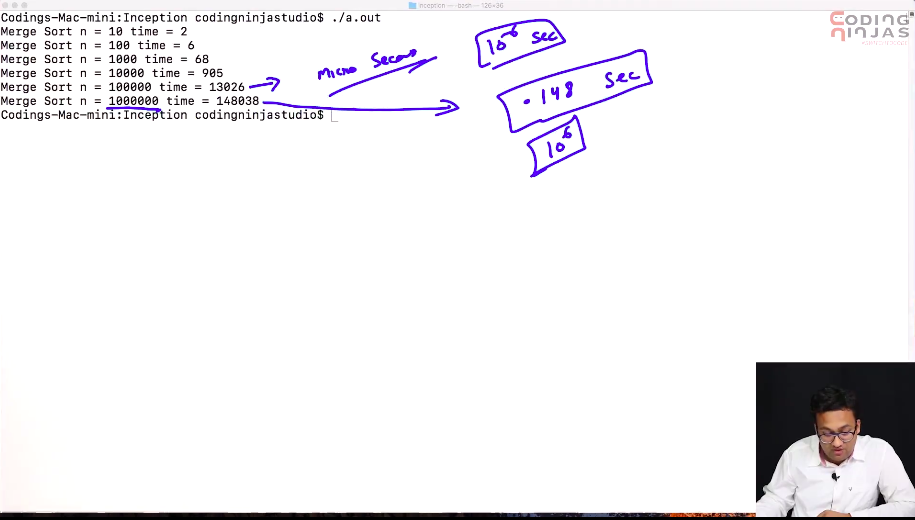 Inception — -bash — 126×36
CODING
NINJAS
Codings-Mac-mini:Inception codingninjastudio$ ./a.out
Merge Sort n = 10 time = 2
Merge Sort n = 100 time = 6
Merge Sort n = 1000 time = 68
Merge Sort n = 10000 time = 905
Merge Sort n = 100000 time = 13026
Merge Sort n = 1000000 time = 148038
Codings-Mac-mini:Inception codingninjastudio$
Micro Second
10⁻⁶ sec
.148 sec
10⁶